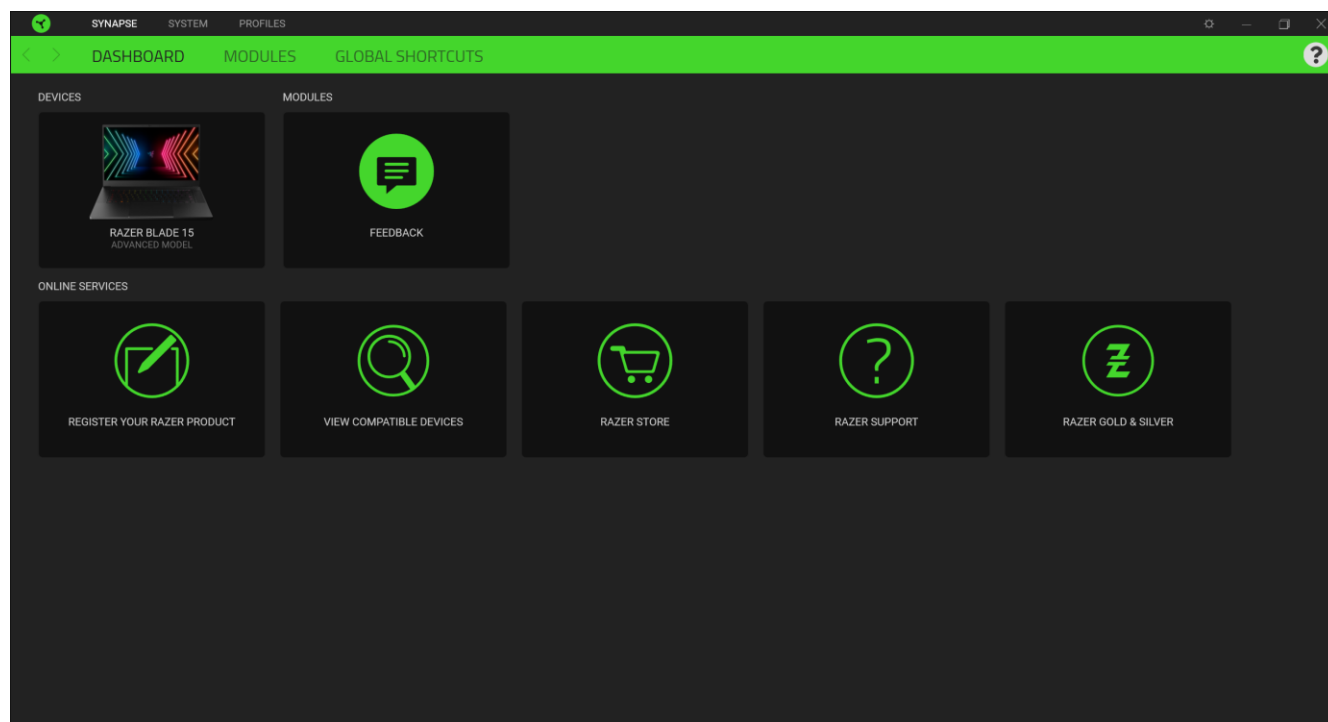 SYNAPSE SYSTEM PROFILES
DASHBOARD MODULES GLOBAL SHORTCUTS
?
DEVICES MODULES
RAZER BLADE 15
ADVANCED MODEL
FEEDBACK
ONLINE SERVICES
REGISTER YOUR RAZER PRODUCT
VIEW COMPATIBLE DEVICES
RAZER STORE
?
RAZER SUPPORT
RAZER GOLD & SILVER